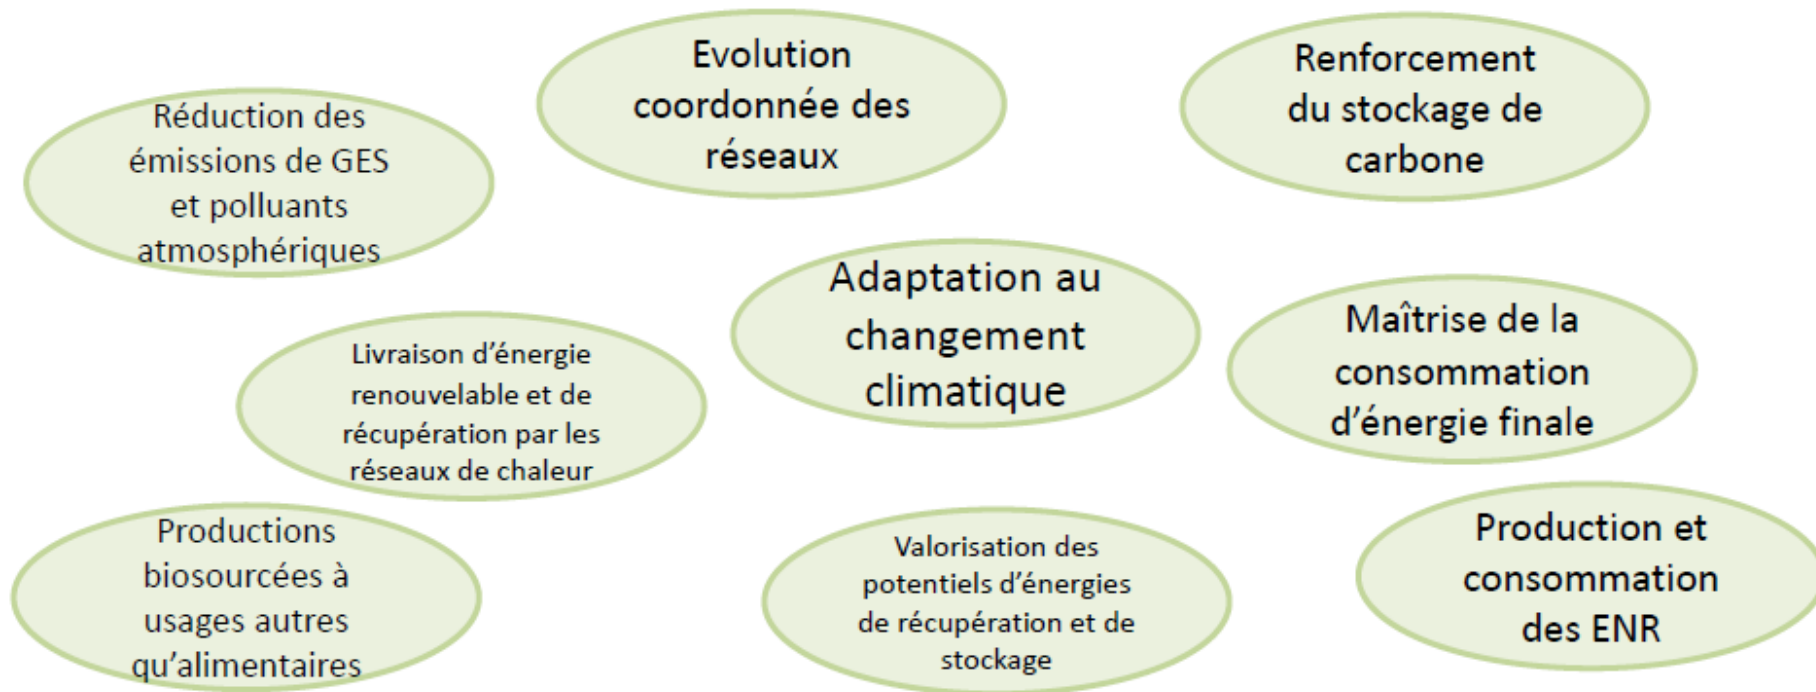 Réduction des
émissions de GES
et polluants
atmosphériques
Evolution
coordonnée des
réseaux
Renforcement
du stockage de
carbone
Livraison d’énergie
renouvelable et de
récupération par les
réseaux de chaleur
Adaptation au
changement
climatique
Maîtrise de la
consommation
d’énergie finale
Productions
biosourcées à
usages autres
qu’alimentaires
Valorisation des
potentiels d’énergies
de récupération et de
stockage
Production et
consommation
des ENR